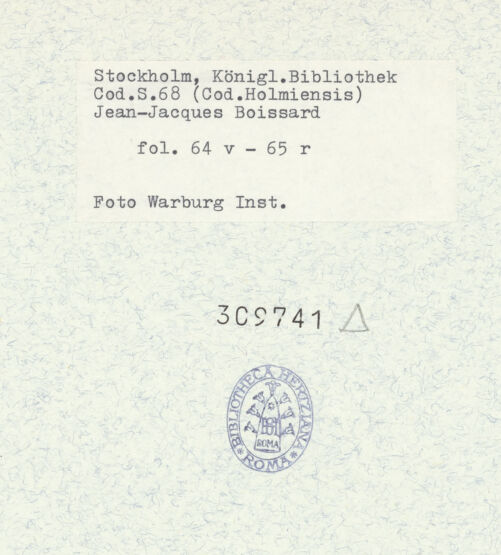 Stockholm, Königl.Bibliothek
Cod.S.68 (Cod.Holmiensis)
Jean-Jacques Boissard
fol. 64 v - 65 r
Foto Warburg Inst.
309741 △
BIBLIOTHECA HERTZIANA
* ROMA *
ROMA